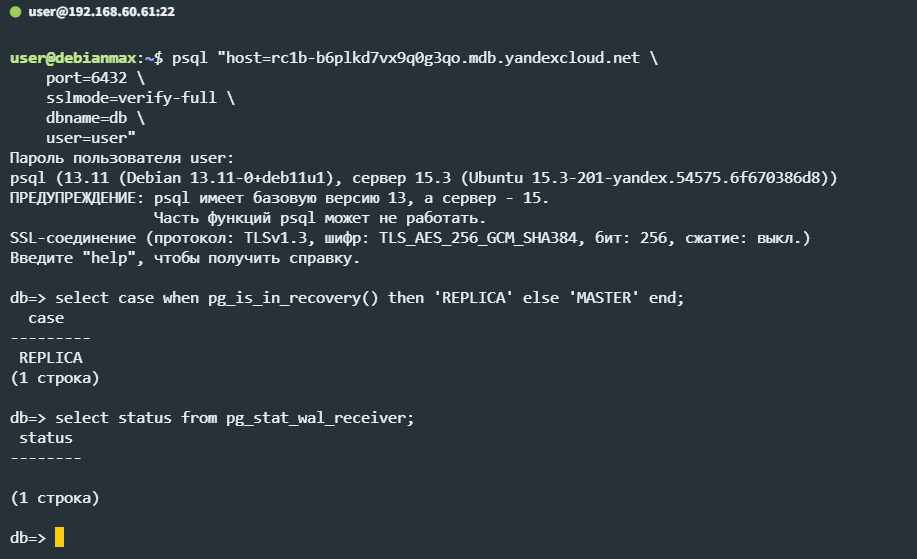 user@192.168.60.61:22
user@debianmax:~$ psql "host=rc1b-b6plkd7vx9q0g3qo.mdb.yandexcloud.net \
    port=6432 \
    sslmode=verify-full \
    dbname=db \
    user=user"
Пароль пользователя user:
psql (13.11 (Debian 13.11-0+deb11u1), сервер 15.3 (Ubuntu 15.3-201-yandex.54575.6f670386d8))
ПРЕДУПРЕЖДЕНИЕ: psql имеет базовую версию 13, а сервер - 15.
                Часть функций psql может не работать.
SSL-соединение (протокол: TLSv1.3, шифр: TLS_AES_256_GCM_SHA384, бит: 256, сжатие: выкл.)
Введите "help", чтобы получить справку.
db=> select case when pg_is_in_recovery() then 'REPLICA' else 'MASTER' end;
  case
---------
 REPLICA
(1 строка)
db=> select status from pg_stat_wal_receiver;
 status
--------
(1 строка)
db=>